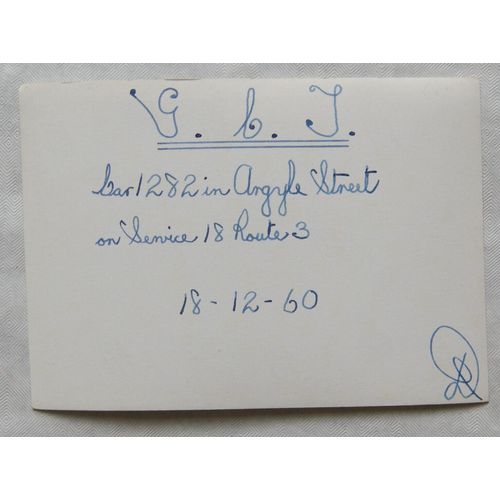 G. C. T.
Car 1282 in Argyle Street
on Service 18 Route 3
18-12-60